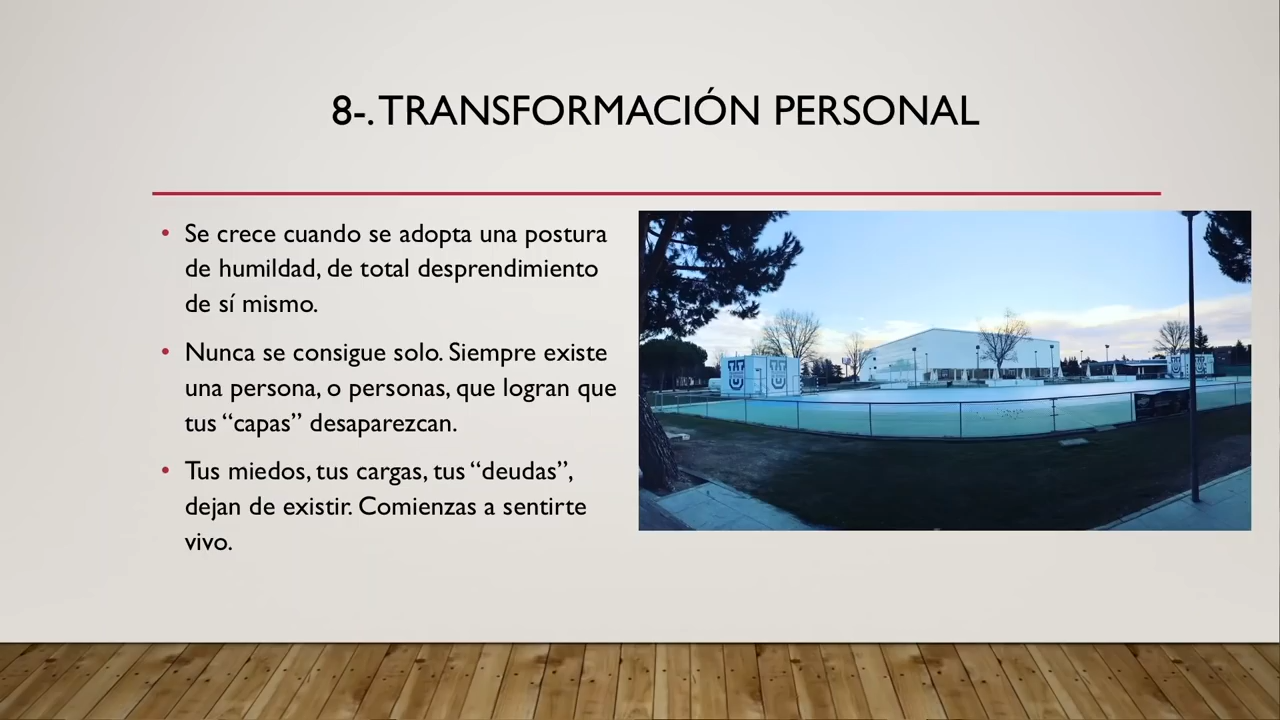 8-. TRANSFORMACIÓN PERSONAL
• Se crece cuando se adopta una postura
de humildad, de total desprendimiento
de sí mismo.
• Nunca se consigue solo. Siempre existe
una persona, o personas, que logran que
tus “capas” desaparezcan.
• Tus miedos, tus cargas, tus “deudas”,
dejan de existir. Comienzas a sentirte
vivo.